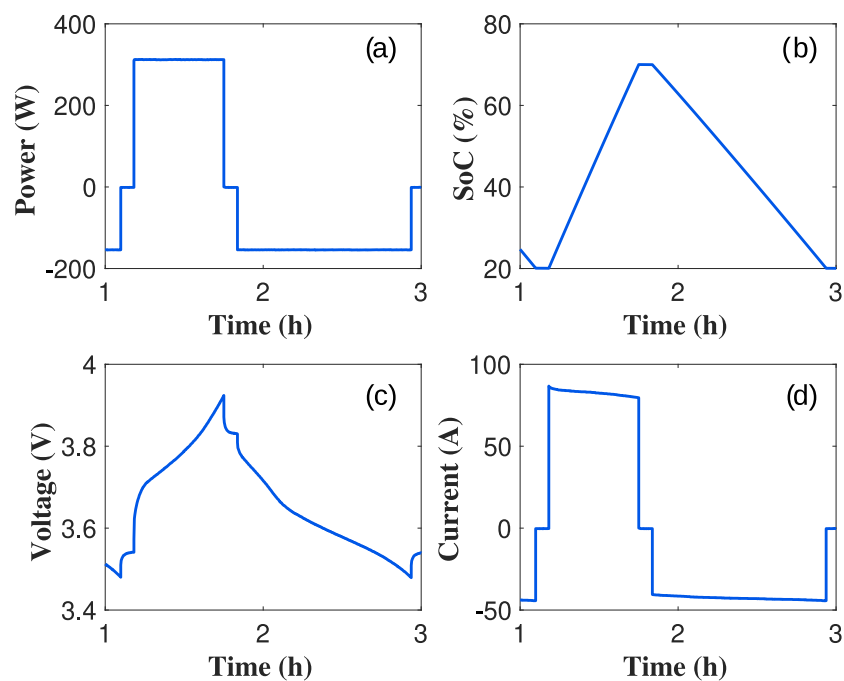 400
(a)
200
0
-200
Power (W)
1
2
3
Time (h)
80
(b)
60
40
20
SoC (%)
1
2
3
Time (h)
4
(c)
3.8
3.6
3.4
Voltage (V)
1
2
3
Time (h)
100
(d)
50
0
-50
Current (A)
1
2
3
Time (h)